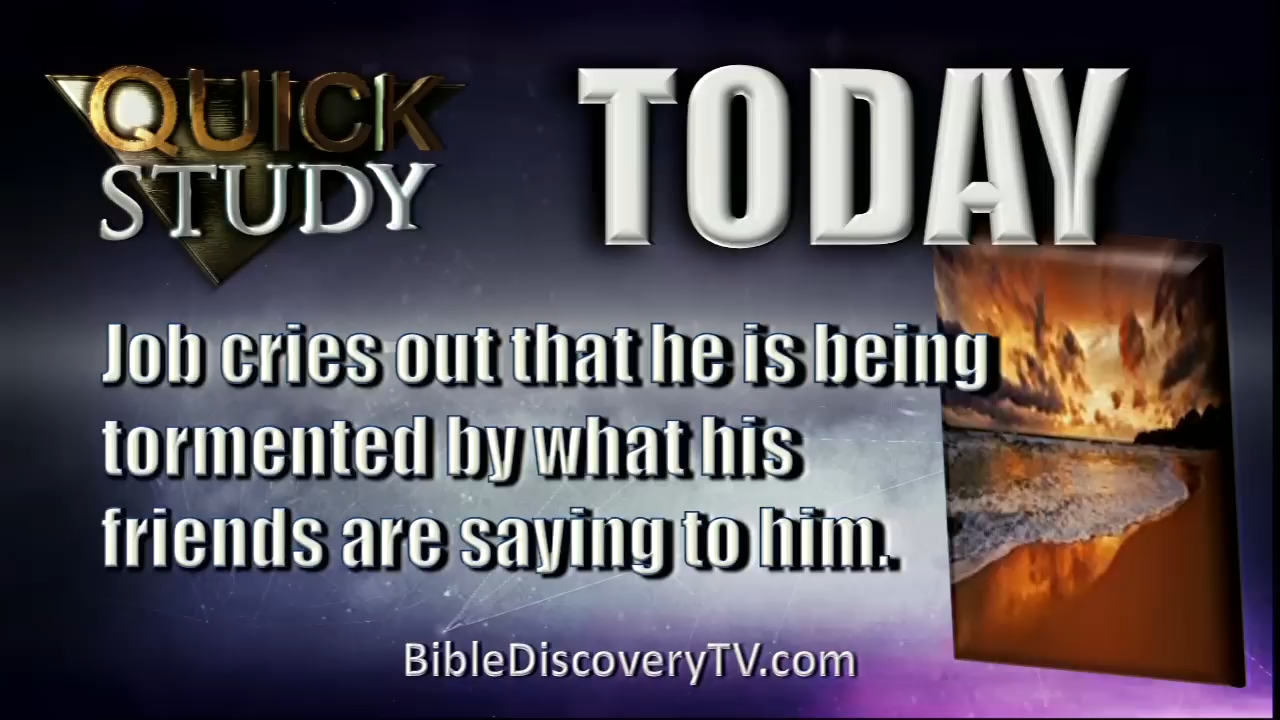 QUICK
STUDY
TODAY
Job cries out that he is being
tormented by what his
friends are saying to him.
BibleDiscoveryTV.com